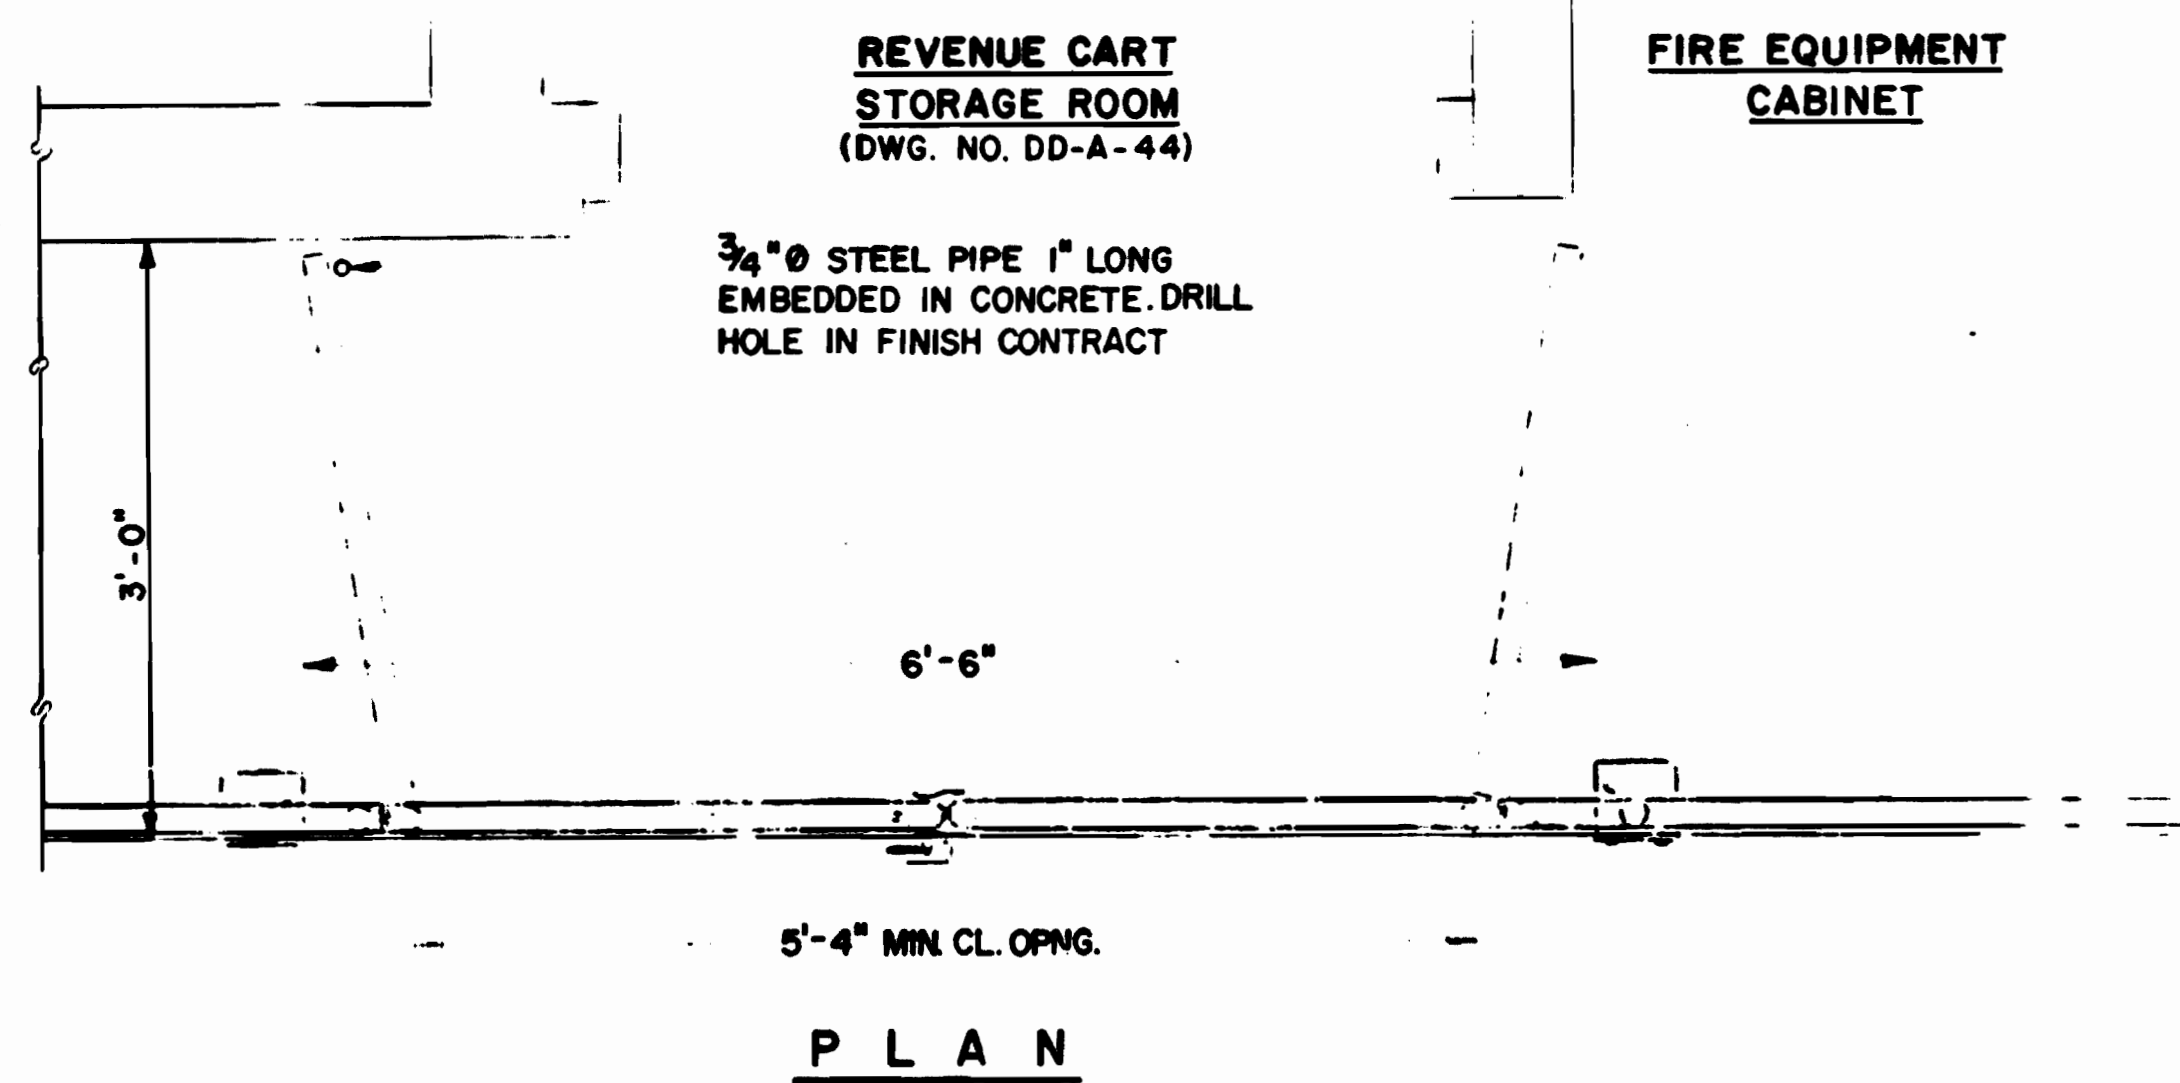 REVENUE CART
STORAGE ROOM
(DWG. NO. DD-A-44)
FIRE EQUIPMENT
CABINET
3/4"Ø STEEL PIPE 1" LONG
EMBEDDED IN CONCRETE. DRILL
HOLE IN FINISH CONTRACT
3'-0"
6'-6"
5'-4" MIN. CL. OPNG.
PLAN